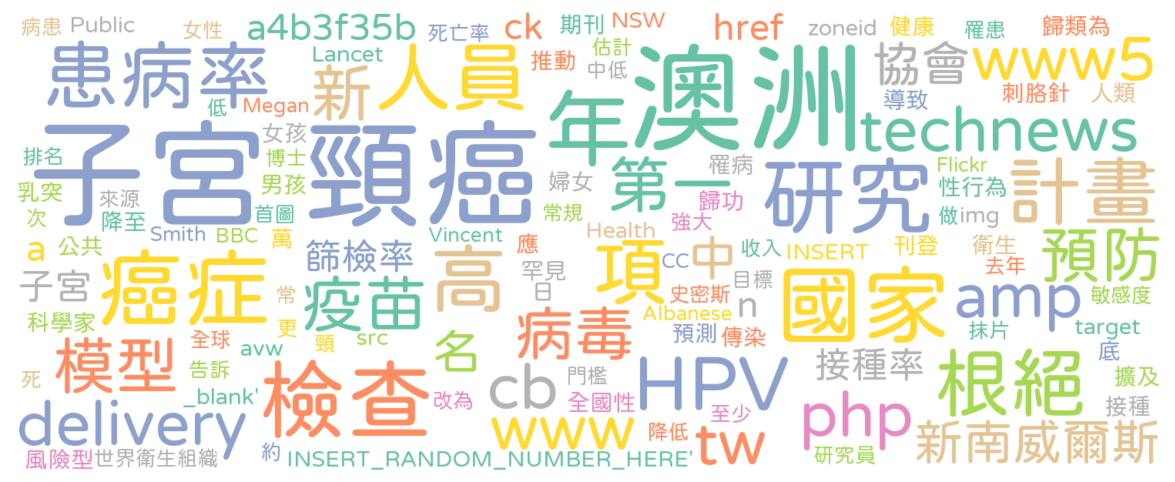 病患 Public 女性 a4b3f35b 死亡率 ck 期刊 NSW href zoneid 健康 罹患 歸類為
患病率 Lancet 新 人員 推動 估計 中低 澳洲 協會 www5
低 Megan 年 導致 刺胳針 人類
子宮 頸癌 technews
排名 女孩 博士 第一 罹病 研究 Flickr 計畫
乳突 來源 男孩 婦女 歸功 性行為
次 降至 首圖 常規 強大 做 img
Smith BBC 萬 Vincent 應 Health
a 公共 篩檢率 高 罕見 項 cc 中 收入 INSERT 刊登 衛生 預防
子宮 癌症 常 疫苗 日 目標 國家 去年
史密斯 n amp 敏感度
科學家 更 Albanese
全球 頸 src 名 病毒 預測 傳染 抹片 target
模型 avw 告訴 接種率 底
死 _blank' 檢查 cb 門檻 HPV 根絕 擴及
改為 全國性 至少 php 接種
delivery www 降低 tw 新南威爾斯
風險型 世界衛生組織 約 INSERT_RANDOM_NUMBER_HERE' 研究員